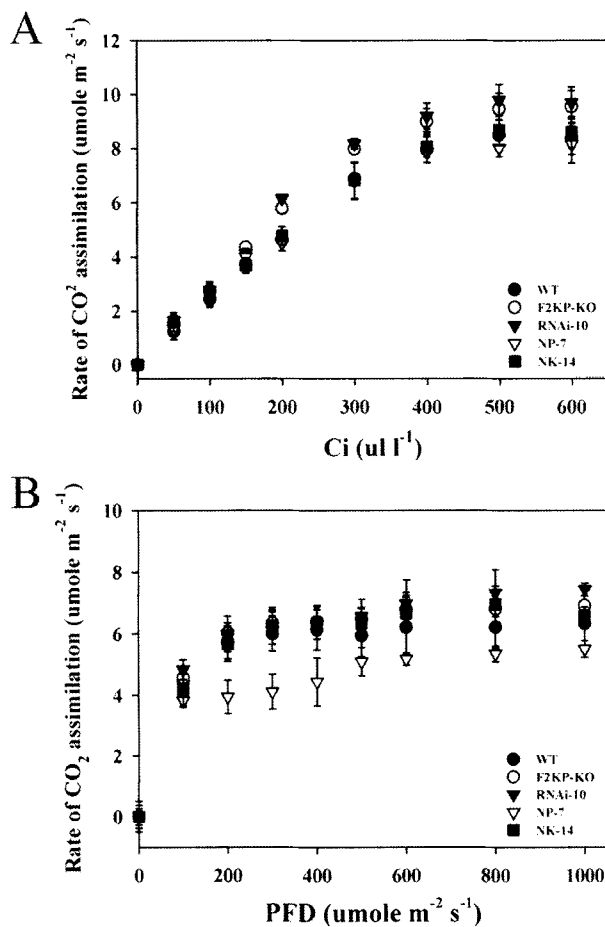 A
Rate of CO² assimilation (umole m⁻² s⁻¹)
12
10
8
6
4
2
0
WT
F2KP-KO
RNAi-10
NP-7
NK-14
0 100 200 300 400 500 600
Ci (ul l⁻¹)
B
Rate of CO₂ assimilation (umole m⁻² s⁻¹)
10
8
6
4
2
0
WT
F2KP-KO
RNAi-10
NP-7
NK-14
0 200 400 600 800 1000
PFD (umole m⁻² s⁻¹)